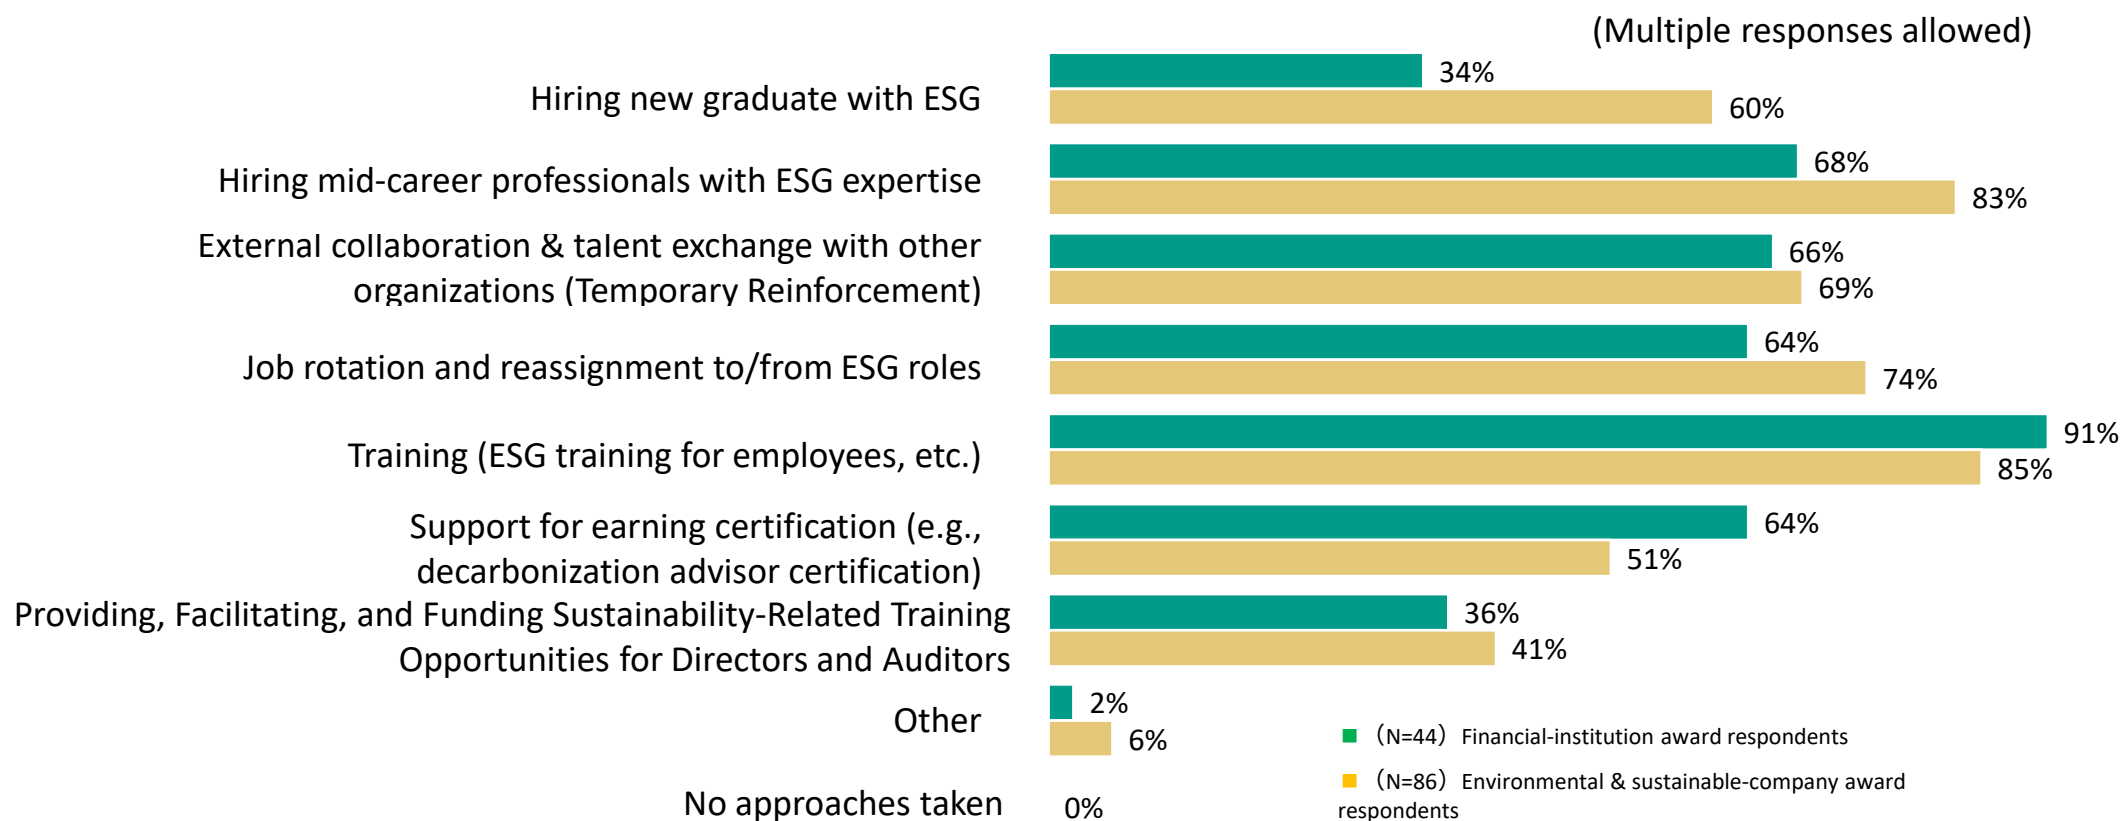 (Multiple responses allowed)
Hiring new graduate with ESG
34%
60%
Hiring mid-career professionals with ESG expertise
68%
83%
External collaboration & talent exchange with other
organizations (Temporary Reinforcement)
66%
69%
Job rotation and reassignment to/from ESG roles
64%
74%
Training (ESG training for employees, etc.)
91%
85%
Support for earning certification (e.g.,
decarbonization advisor certification)
64%
51%
Providing, Facilitating, and Funding Sustainability-Related Training
Opportunities for Directors and Auditors
36%
41%
Other
2%
6%
No approaches taken
0%
（N=44）Financial-institution award respondents
（N=86）Environmental & sustainable-company award
respondents